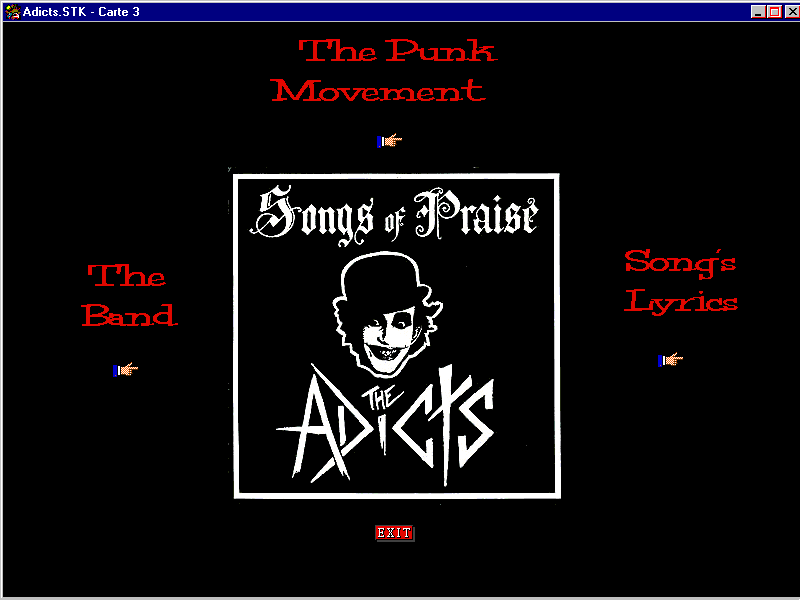 Adicts.STK - Carte 3
The Punk
Movement
Songs of Praise
The
Band
Song's
Lyrics
THE
ADICTS
EXIT